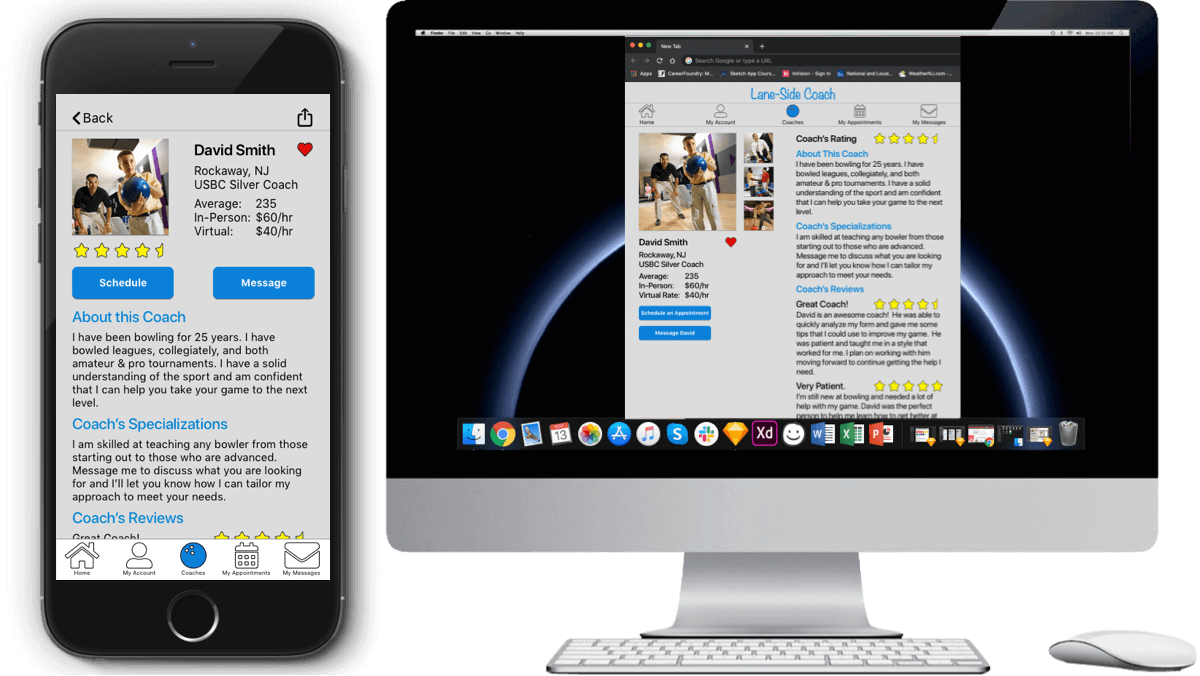 Back
David Smith
Rockaway, NJ
USBC Silver Coach
Average: 235
In-Person: $60/hr
Virtual: $40/hr
Schedule
Message
About this Coach
I have been bowling for 25 years. I have
bowled leagues, collegiately, and both
amateur & pro tournaments. I have a solid
understanding of the sport and am confident
that I can help you take your game to the next
level.
Coach's Specializations
I am skilled at teaching any bowler from those
starting out to those who are advanced.
Message me to discuss what you are looking
for and I'll let you know how I can tailor my
approach to meet your needs.
Coach's Reviews
Great Coach!
Home
My Account
Coaches
My Appointments
My Messages
Finder File Edit View Go Window Help
New Tab
Search Google or type a URL
Apps
CareerFoundry: M...
Sketch App Cours...
InVision - Sign In
National and Local...
WeatherNJ.com -...
Lane-Side Coach
Home
My Account
Coaches
My Appointments
My Messages
David Smith
Rockaway, NJ
USBC Silver Coach
Average: 235
In-Person: $60/hr
Virtual Rate: $40/hr
Schedule an Appointment
Message David
Coach's Rating
About This Coach
I have been bowling for 25 years. I have
bowled leagues, collegiately, and both
amateur & pro tournaments. I have a solid
understanding of the sport and am confident
that I can help you take your game to the next
level.
Coach's Specializations
I am skilled at teaching any bowler from those
starting out to those who are advanced.
Message me to discuss what you are looking
for and I'll let you know how I can tailor my
approach to meet your needs.
Coach's Reviews
Great Coach!
David is an awesome coach! He was able to
quickly analyze my form and gave me some
tips that I could use to improve my game. He
was patient and taught me in a style that
worked for me. I plan on working with him
moving forward to continue getting the help I
need.
Very Patient.
I'm still new at bowling and needed a lot of
help with my game. David was the perfect
person to help me learn how to get better at
13
Xd
W
X
P